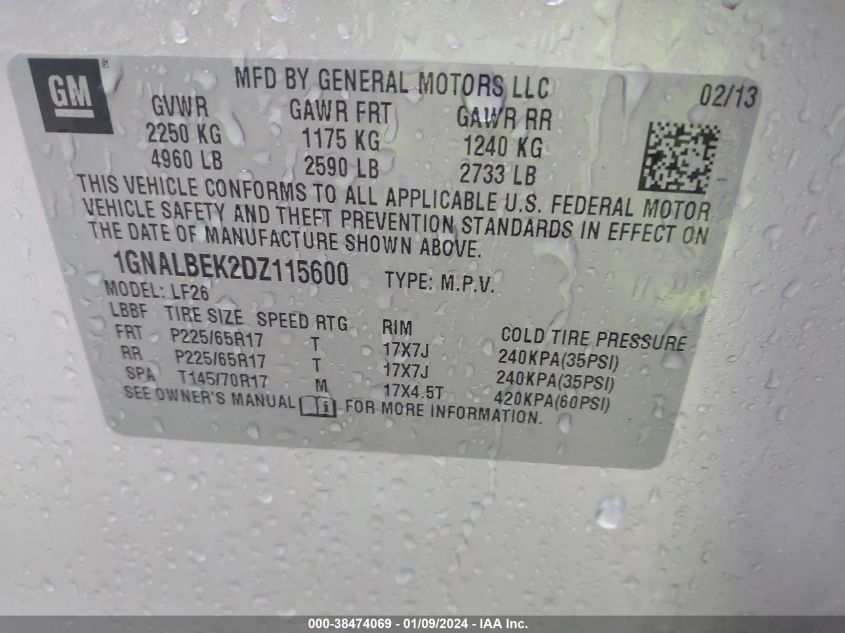 GM ®
MFD BY GENERAL MOTORS LLC
02/13
GVWR GAWR FRT GAWR RR
2250 KG 1175 KG 1240 KG
4960 LB 2590 LB 2733 LB
THIS VEHICLE CONFORMS TO ALL APPLICABLE U.S. FEDERAL MOTOR
VEHICLE SAFETY AND THEFT PREVENTION STANDARDS IN EFFECT ON
THE DATE OF MANUFACTURE SHOWN ABOVE.
1GNALBEK2DZ115600 TYPE: M.P.V.
MODEL: LF26
LBBF TIRE SIZE SPEED RTG RIM COLD TIRE PRESSURE
FRT P225/65R17 T 17X7J 240KPA(35PSI)
RR P225/65R17 T 17X7J 240KPA(35PSI)
SPA T145/70R17 M 17X4.5T 420KPA(60PSI)
SEE OWNER'S MANUAL FOR MORE INFORMATION.
000-38474069 - 01/09/2024 - IAA Inc.